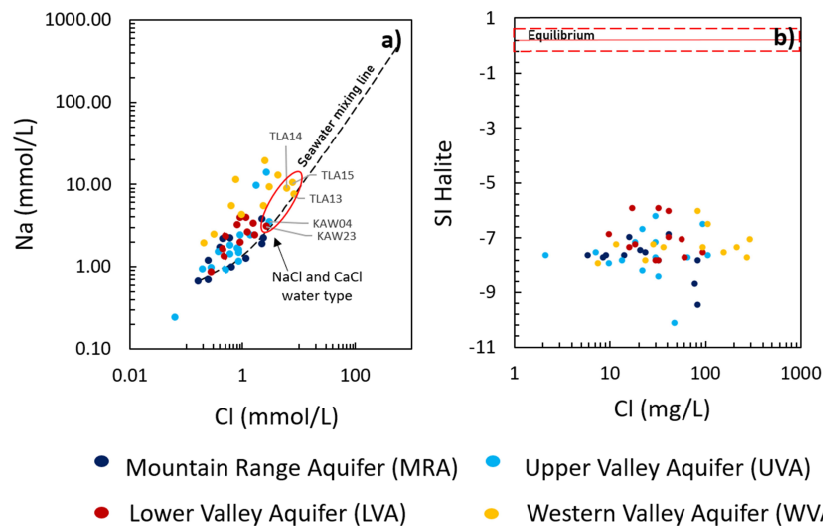 a)
1000.00
100.00
10.00
1.00
0.10
0.01
1
100
Na (mmol/L)
Cl (mmol/L)
Seawater mixing line
TLA14
TLA15
TLA13
KAW04
KAW23
NaCl and CaCl
water type
b)
Equilibrium
1
-1
-3
-5
-7
-9
-11
1
10
100
1000
SI Halite
Cl (mg/L)
Mountain Range Aquifer (MRA)
Upper Valley Aquifer (UVA)
Lower Valley Aquifer (LVA)
Western Valley Aquifer (WV